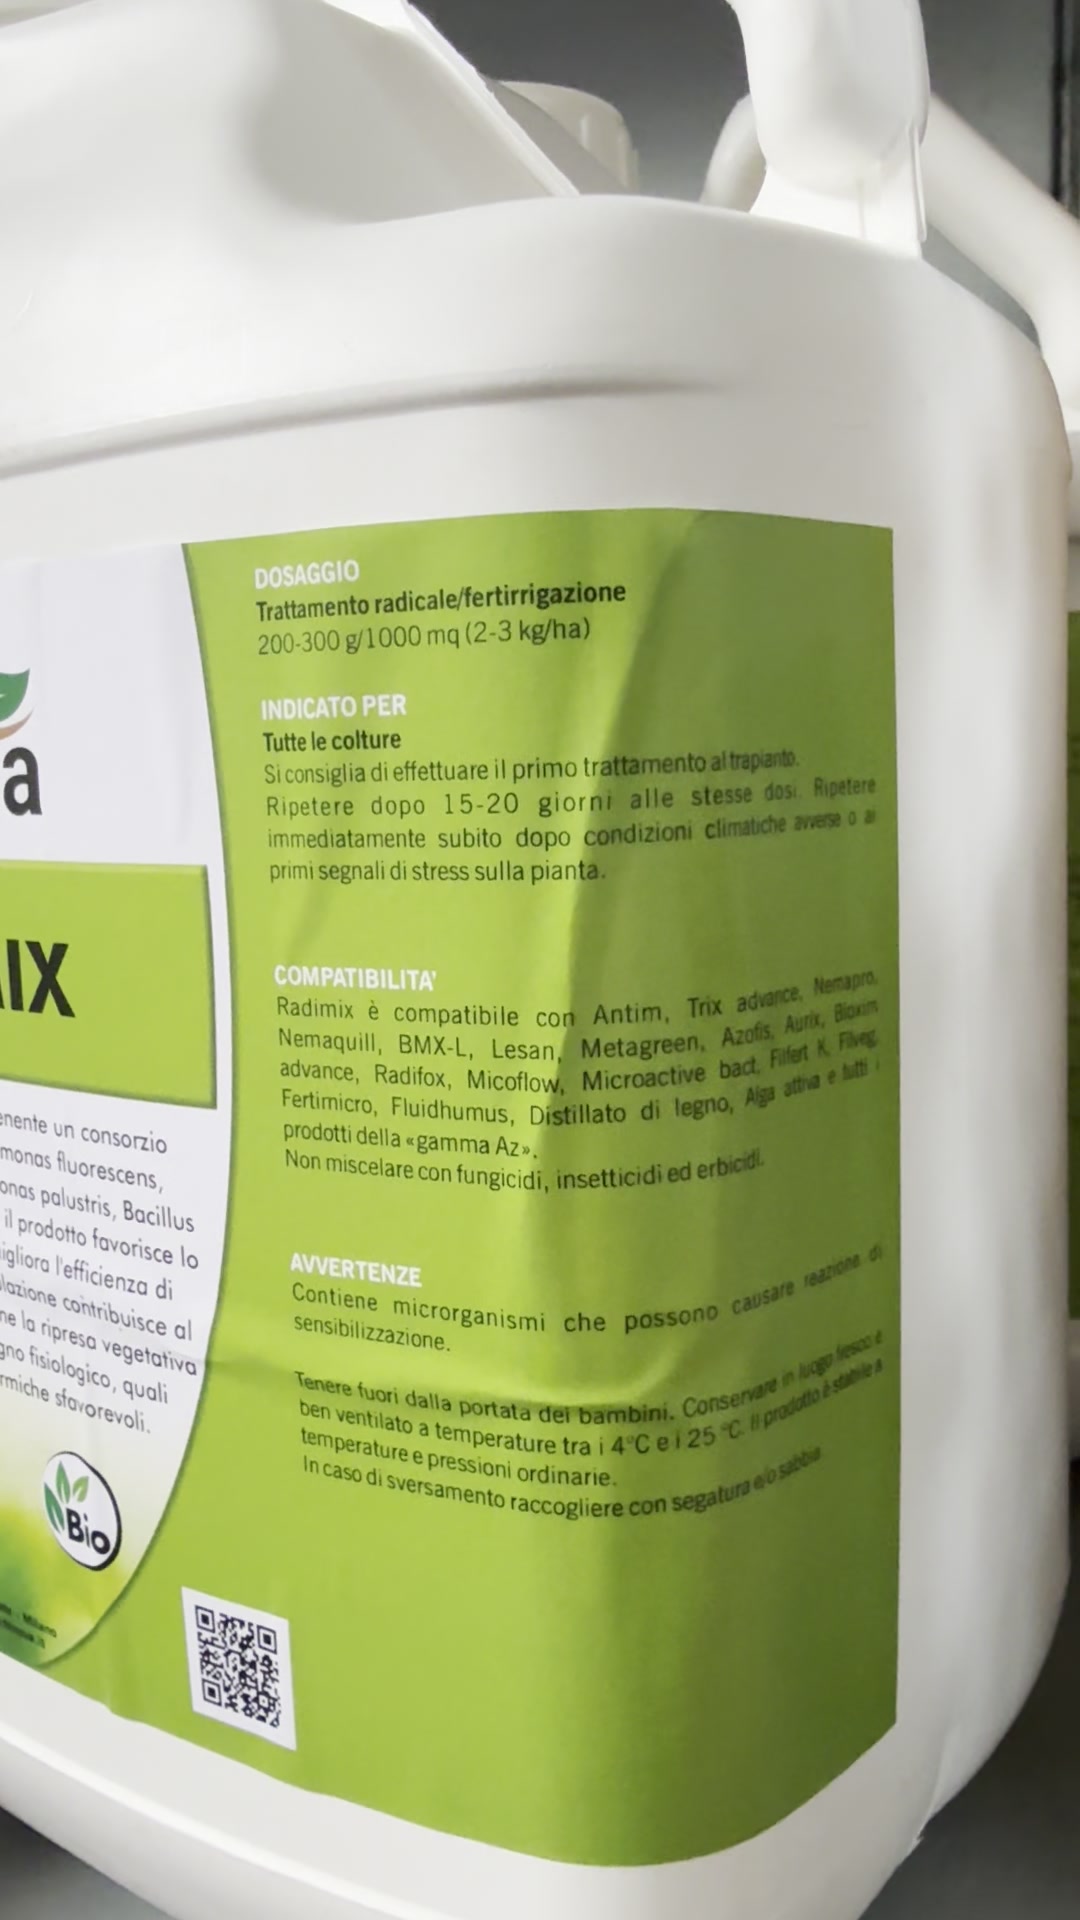 a
IX
nente un consorzio
monas fluorescens,
onas palustris, Bacillus
il prodotto favorisce lo
igliora l'efficienza di
lazione contribuisce al
ne la ripresa vegetativa
gno fisiologico, quali
rmiche sfavorevoli.
Bio
Milano
DOSAGGIO
Trattamento radicale/fertirrigazione
200-300 g/1000 mq (2-3 kg/ha)
INDICATO PER
Tutte le colture
Si consiglia di effettuare il primo trattamento al trapianto.
Ripetere dopo 15-20 giorni alle stesse dosi. Ripetere
immediatamente subito dopo condizioni climatiche avverse o ai
primi segnali di stress sulla pianta.
COMPATIBILITA'
Radimix è compatibile con Antim, Trix advance, Nemapro,
Nemaquill, BMX-L, Lesan, Metagreen, Azofis, Aurix, Bioxim
advance, Radifox, Micoflow, Microactive bact, Filfert K, Filveg,
Fertimicro, Fluidhumus, Distillato di legno, Alga attiva e tutti i
prodotti della «gamma Az».
Non miscelare con fungicidi, insetticidi ed erbicidi.
AVVERTENZE
Contiene microrganismi che possono causare reazione di
sensibilizzazione.
Tenere fuori dalla portata dei bambini. Conservare in luogo fresco e
ben ventilato a temperature tra i 4°C e i 25 °C. Il prodotto è stabile a
temperature e pressioni ordinarie.
In caso di sversamento raccogliere con segatura e/o sabbia